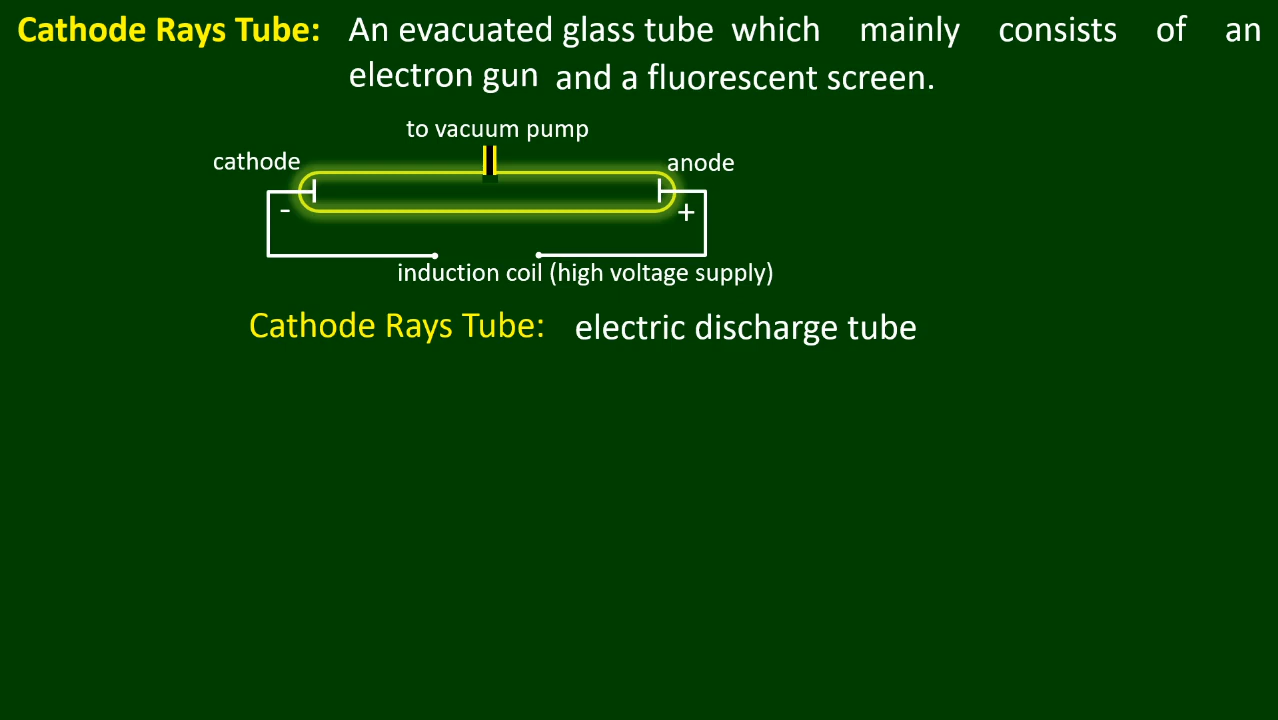 Cathode Rays Tube: An evacuated glass tube which mainly consists of an
electron gun and a fluorescent screen.
to vacuum pump
cathode
anode
-
+
induction coil (high voltage supply)
Cathode Rays Tube: electric discharge tube